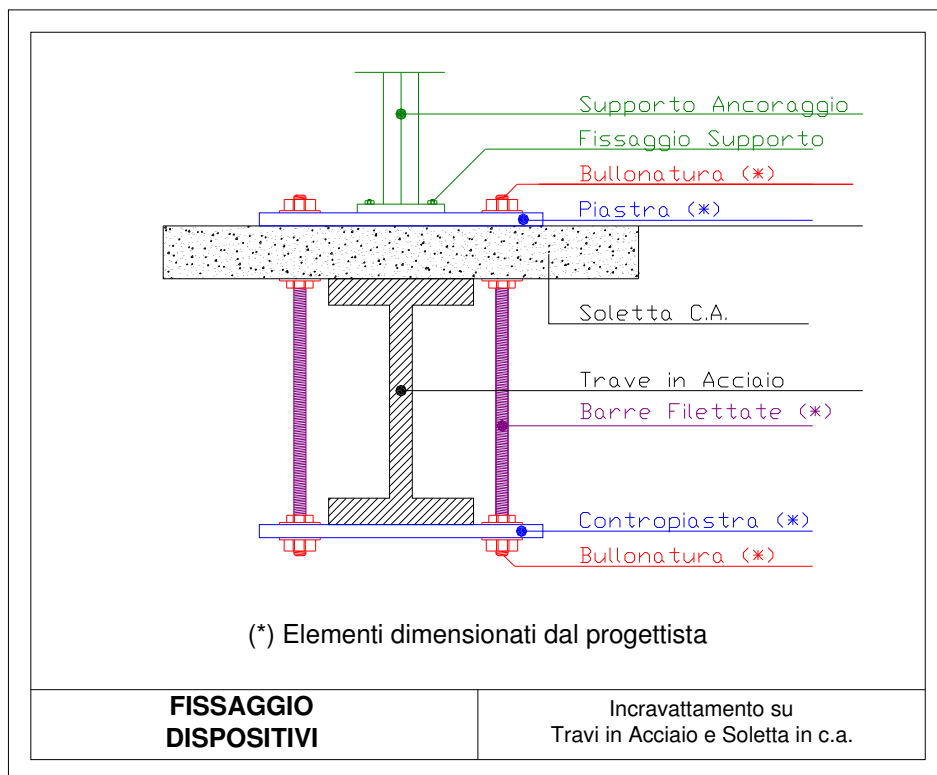 Supporto Ancoraggio
Fissaggio Supporto
Bullonatura (*)
Piastra (*)
Soletta C.A.
Trave in Acciaio
Barre Filettate (*)
Contropiastra (*)
Bullonatura (*)
(*) Elementi dimensionati dal progettista
FISSAGGIO
DISPOSITIVI
Incravattamento su
Travi in Acciaio e Soletta in c.a.